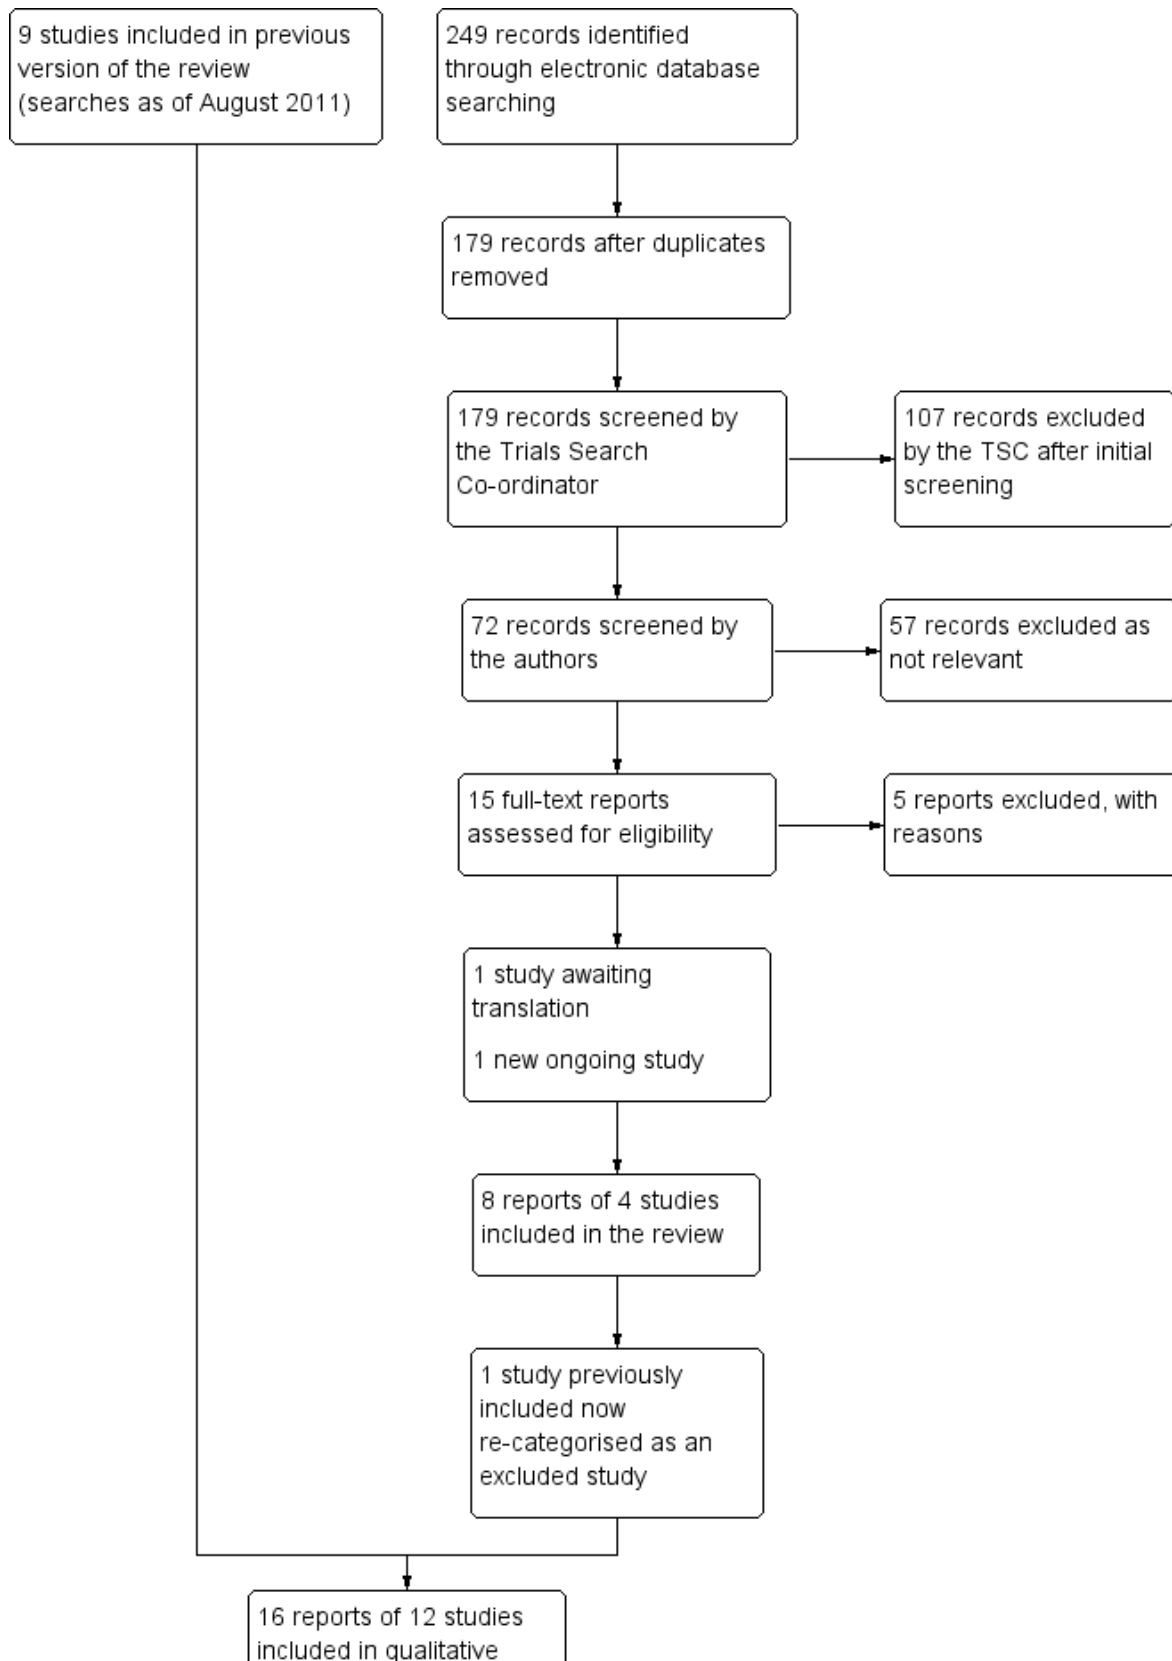 9 studies included in previous
version of the review
(searches as of August 2011)
249 records identified
through electronic database
searching
179 records after duplicates
removed
179 records screened by
the Trials Search
Co-ordinator
107 records excluded
by the TSC after initial
screening
72 records screened by
the authors
57 records excluded as
not relevant
15 full-text reports
assessed for eligibility
5 reports excluded, with
reasons
1 study awaiting
translation
1 new ongoing study
8 reports of 4 studies
included in the review
1 study previously
included now
re-categorised as an
excluded study
16 reports of 12 studies
included in qualitative